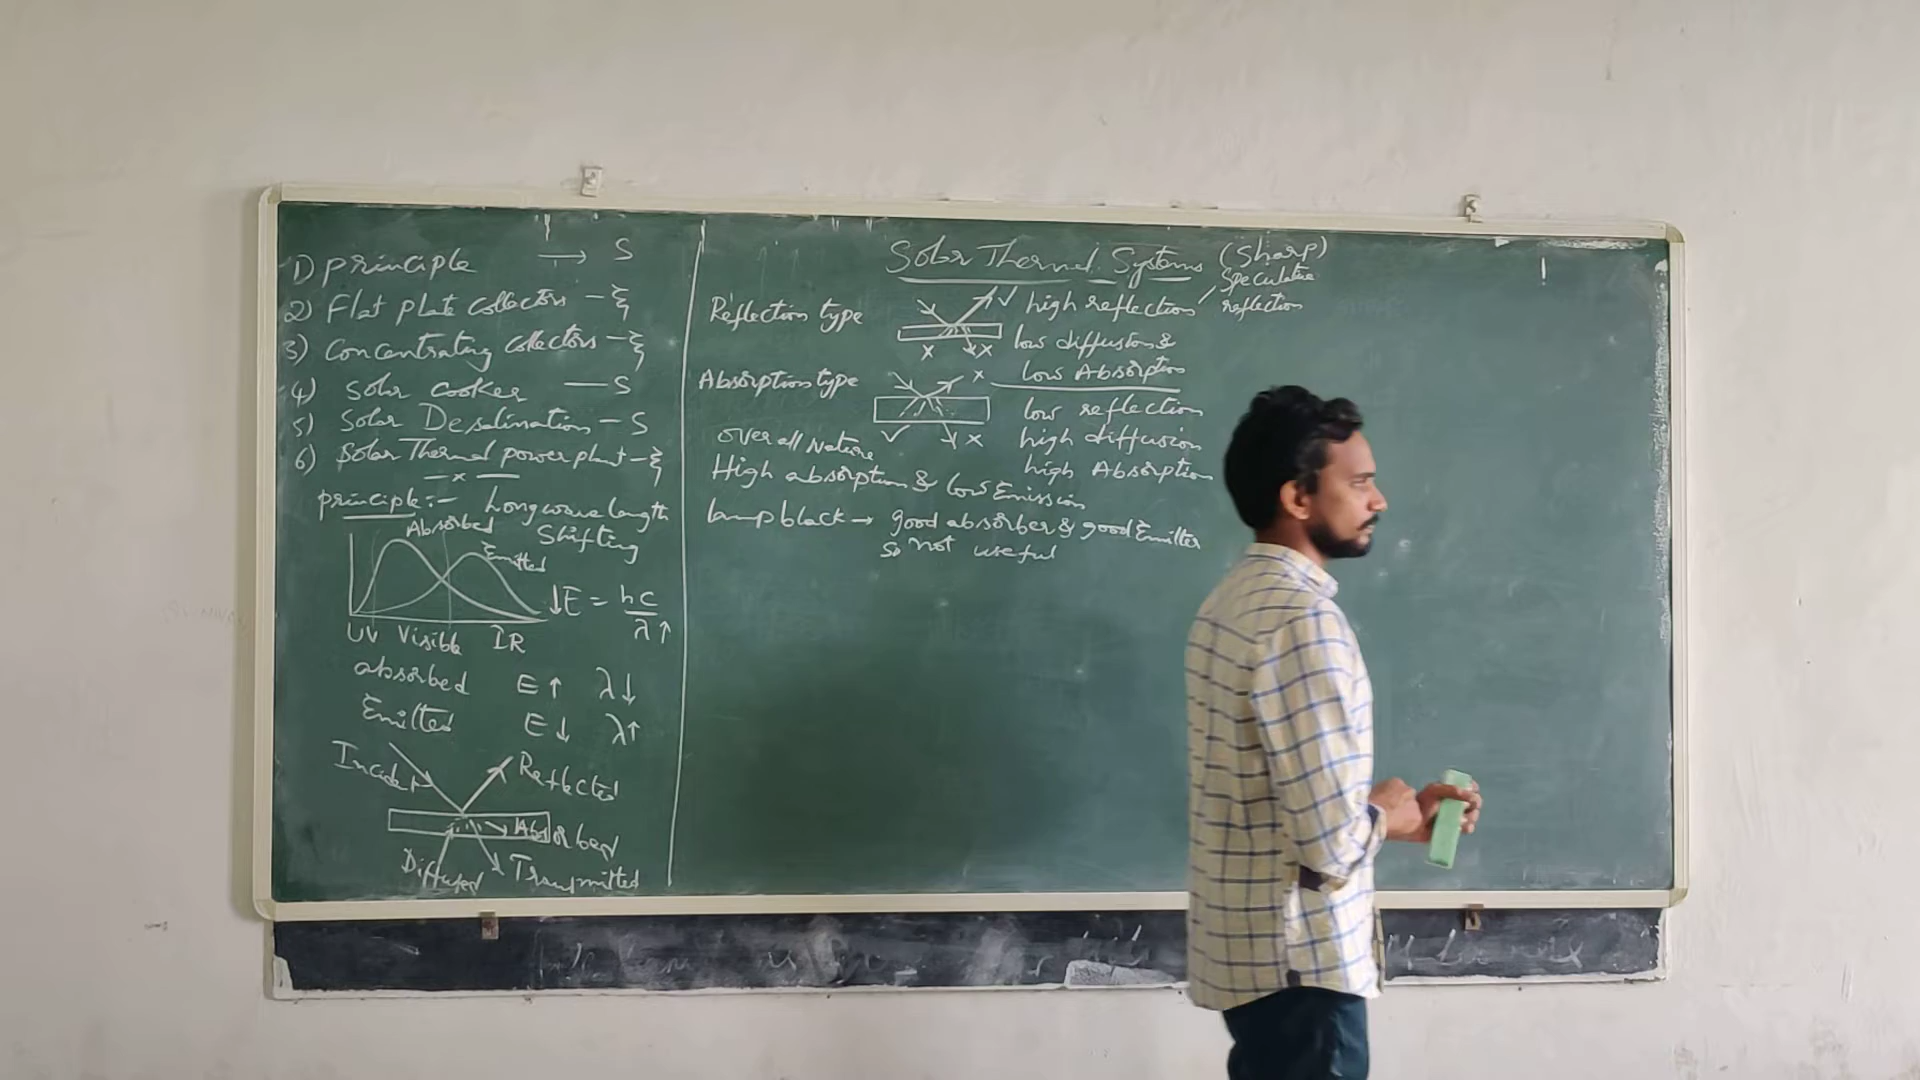 1) principle → S
2) Flat plate collectors - ξ
3) Concentrating collectors - ξ
4) Solar cooker — S
5) Solar Desalination - S
6) Solar Thermal power plant - ξ
— x —
principle:- Long wave length
Shifting
Absorbed
Emitted
↓E = hc
λ↑
UV Visible IR
absorbed E↑ λ↓
Emitted E↓ λ↑
Incident
Reflected
Absorbed
Diffused
Transmitted
Solar Thermal Systems (Sharp)
Reflection type ✓ high reflection
reflection
x x low diffusion &
Absorption type x low Absorption
low reflection
✓ x high diffusion
high Absorption
over all Nature
High absorption & low Emission
lamp black → good absorber & good Emitter
so not useful